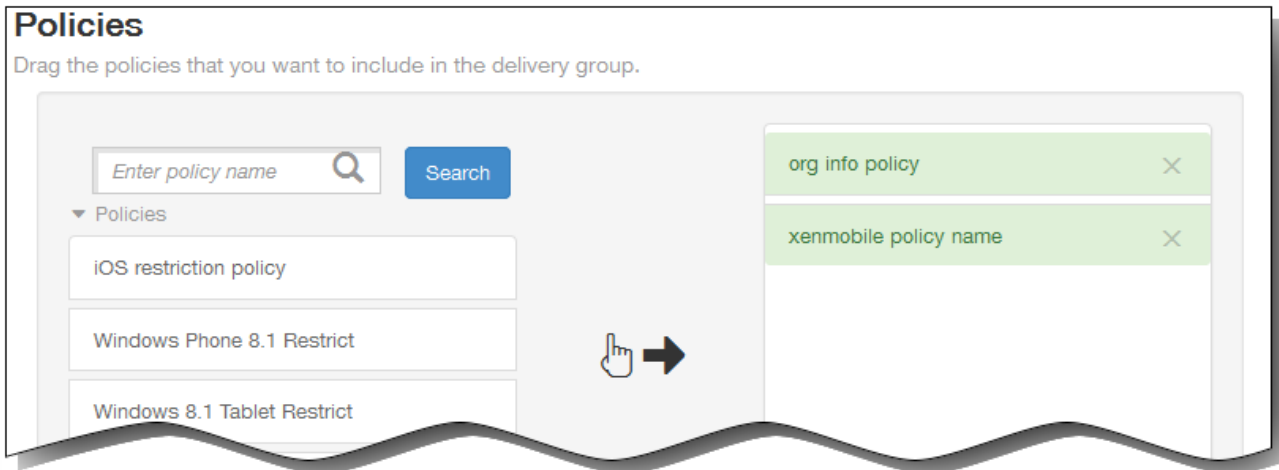 Policies
Drag the policies that you want to include in the delivery group.
Enter policy name
Search
Policies
iOS restriction policy
Windows Phone 8.1 Restrict
Windows 8.1 Tablet Restrict
org info policy
xenmobile policy name